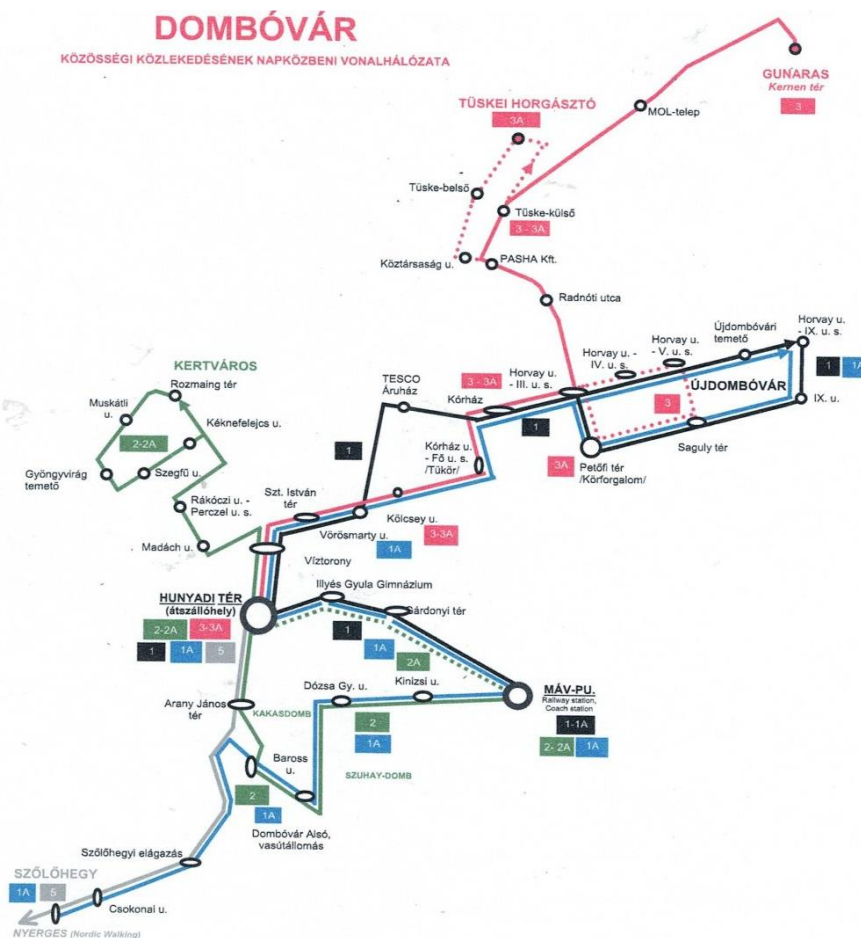 DOMBÓVÁR
KÖZÖSSÉGI KÖZLEKEDÉSÉNEK NAPKÖZBENI VONALHÁLÓZATA
GUNARAS
Kernen tér
3
TÜSKEI HORGÁSZTÓ
3A
MOL-telep
Tüske-belső
Tüske-külső
3 - 3A
Köztársaság u.
PASHA Kft.
Radnóti utca
Horvay u.
- IX. u. s.
Újdombóvári
temető
Horvay u.
- V. u. s.
Horvay u. -
IV. u. s.
Horvay u.
- III. u. s.
1
1A
KERTVÁROS
Rozmaing tér
TESCO
Áruház
3 - 3A
Kórház
ÚJDOMBÓVÁR
IX. u.
3
1
Muskátli
u.
Kéknefelejcs u.
2-2A
Szegfű u.
Gyöngyvirág
temető
1
Kórház u.
- Fő u. s.
/Tükör/
Saguly tér
3A
Petőfi tér
/Körforgalom/
Rákóczi u. -
Perczel u. s.
Szt. István
tér
Kölcsey u.
Vörösmarty u.
3-3A
1A
Madách u.
Víztorony
HUNYADI TÉR
(átszállóhely)
2-2A
3-3A
1
1A
5
Illyés Gyula Gimnázium
Gárdonyi tér
1
1A
2A
Arany János
tér
KAKASDOMB
Dózsa Gy. u.
Kinizsi u.
MÁV-PU.
Railway station,
Coach station
1-1A
2- 2A
1A
2
1A
Baross
u.
SZUHAY-DOMB
2
1A
Dombóvár Alsó,
vasútállomás
Szőlőhegyi elágazás
SZŐLŐHEGY
1A
5
Csokonai u.
NYERGES (Nordic Walking)